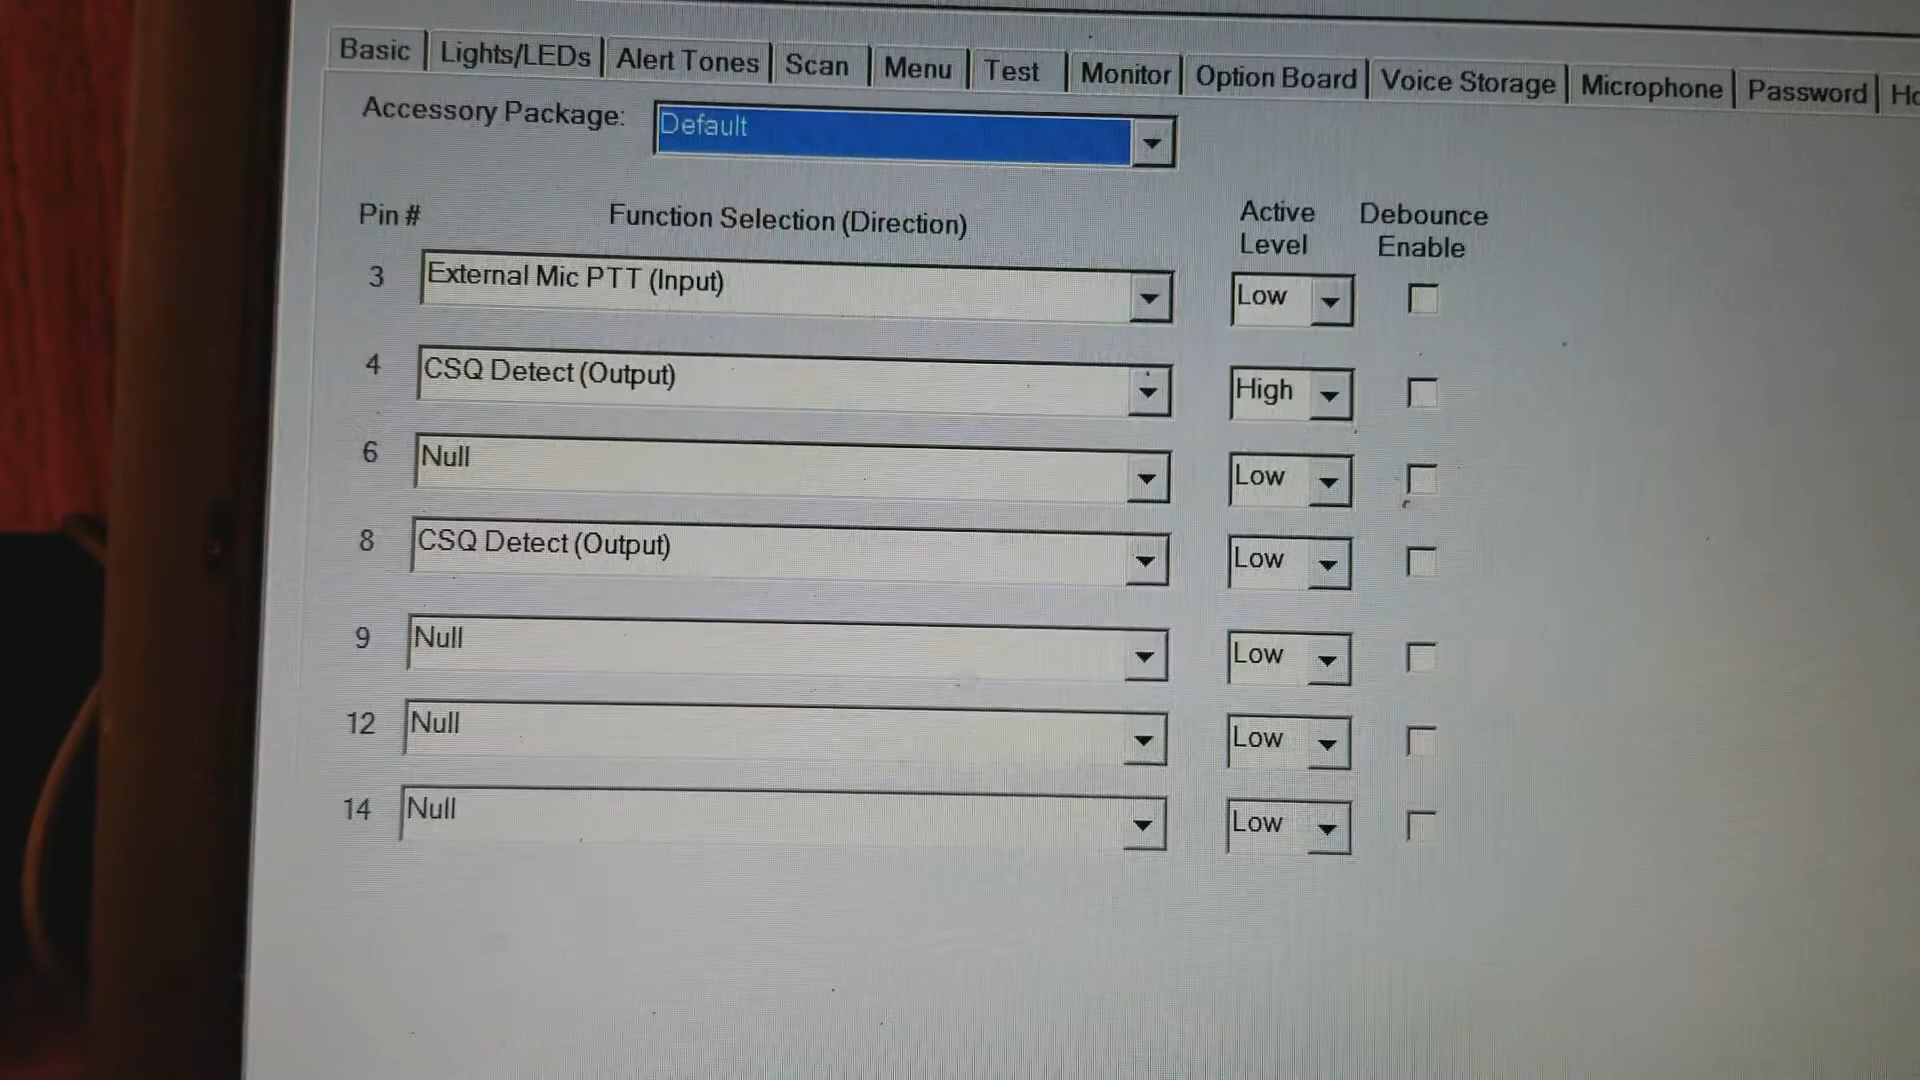 Basic Lights/LEDs Alert Tones Scan Menu Test Monitor Option Board Voice Storage Microphone Password
Accessory Package: Default
Pin # Function Selection (Direction) Active Level Debounce Enable
3 External Mic PTT (Input) Low
4 CSQ Detect (Output) High
6 Null Low
8 CSQ Detect (Output) Low
9 Null Low
12 Null Low
14 Null Low